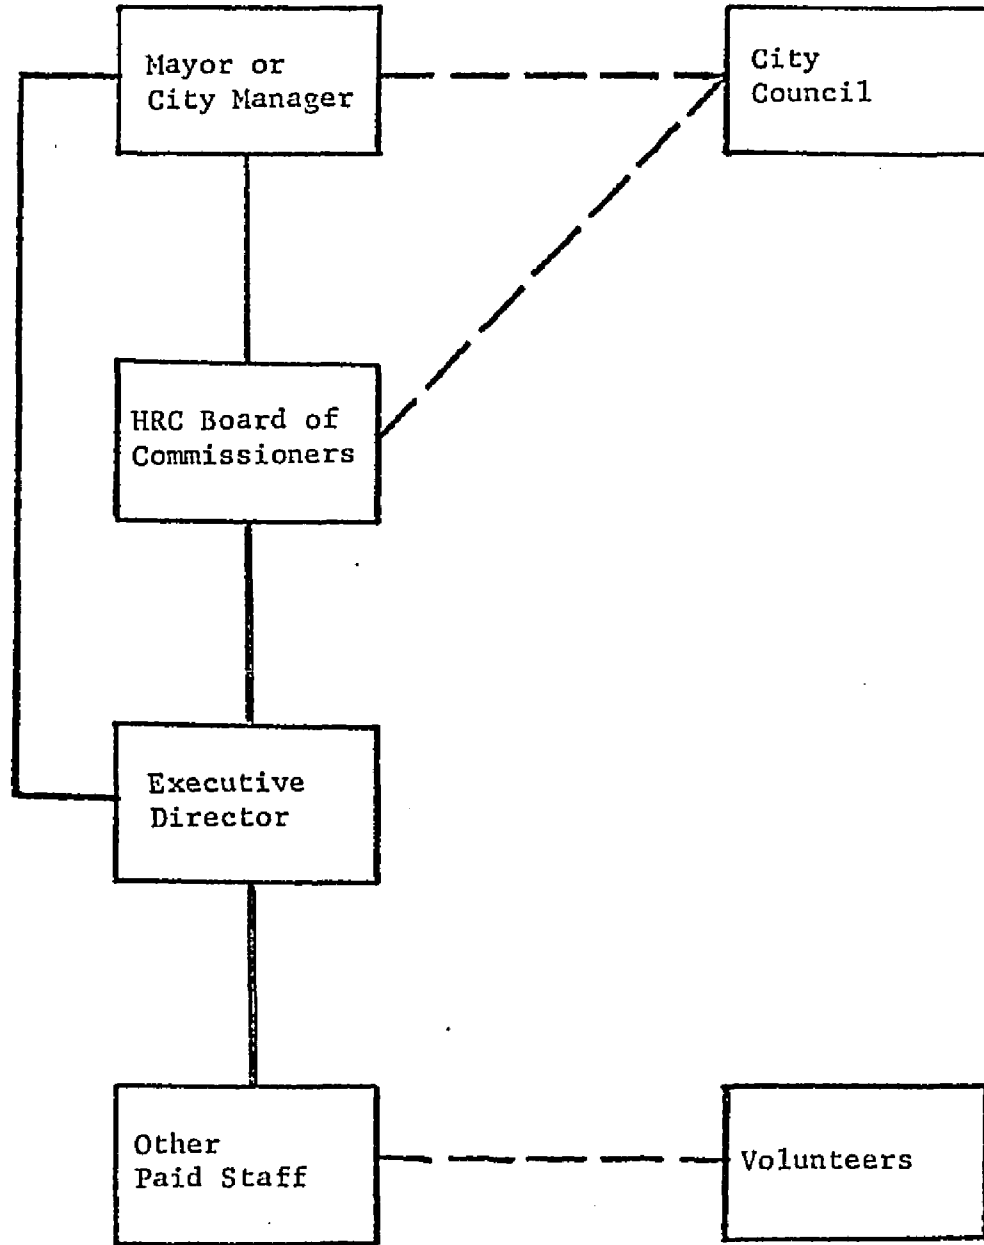 Mayor or
City Manager
City
Council
HRC Board of
Commissioners
Executive
Director
Other
Paid Staff
Volunteers